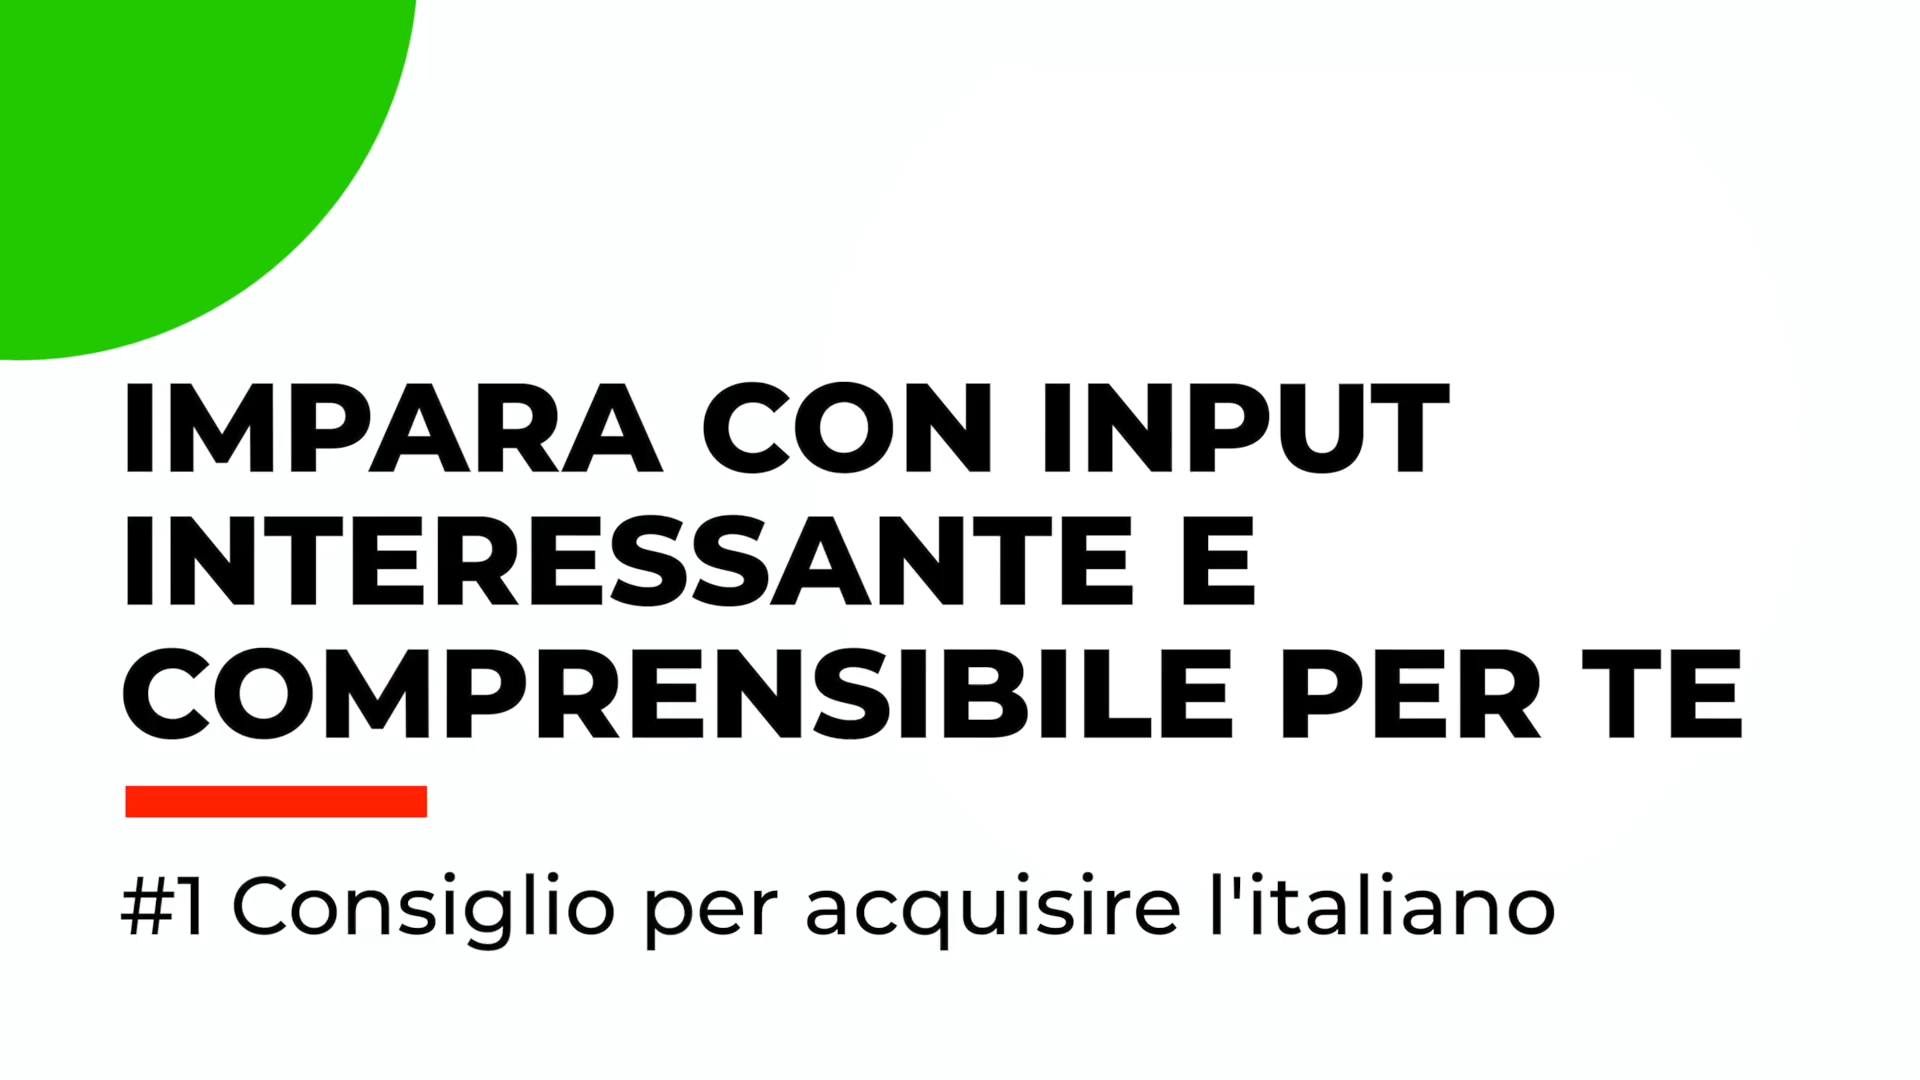 IMPARA CON INPUT
INTERESSANTE E
COMPRENSIBILE PER TE
#1 Consiglio per acquisire l'italiano